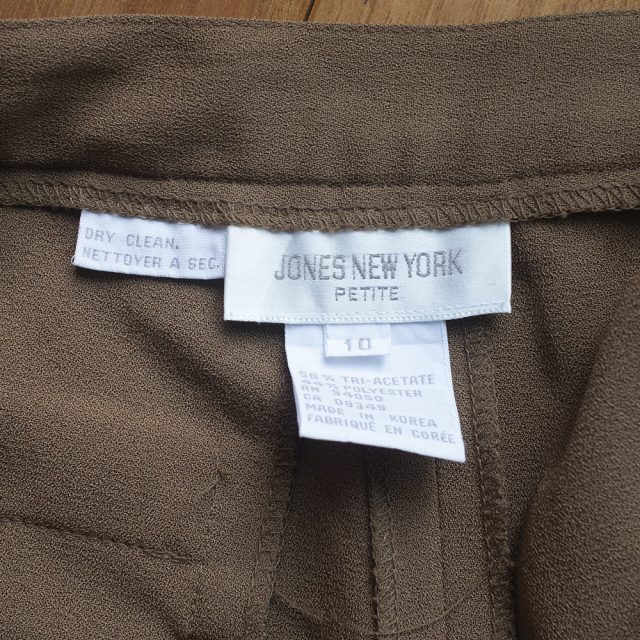 DRY CLEAN.
NETTOYER A SEC.
JONES NEW YORK
PETITE
10
56% TRI-ACETATE
44% POLYESTER
RN 54050
CA 08349
MADE IN KOREA
FABRIQUÉ EN CORÉE